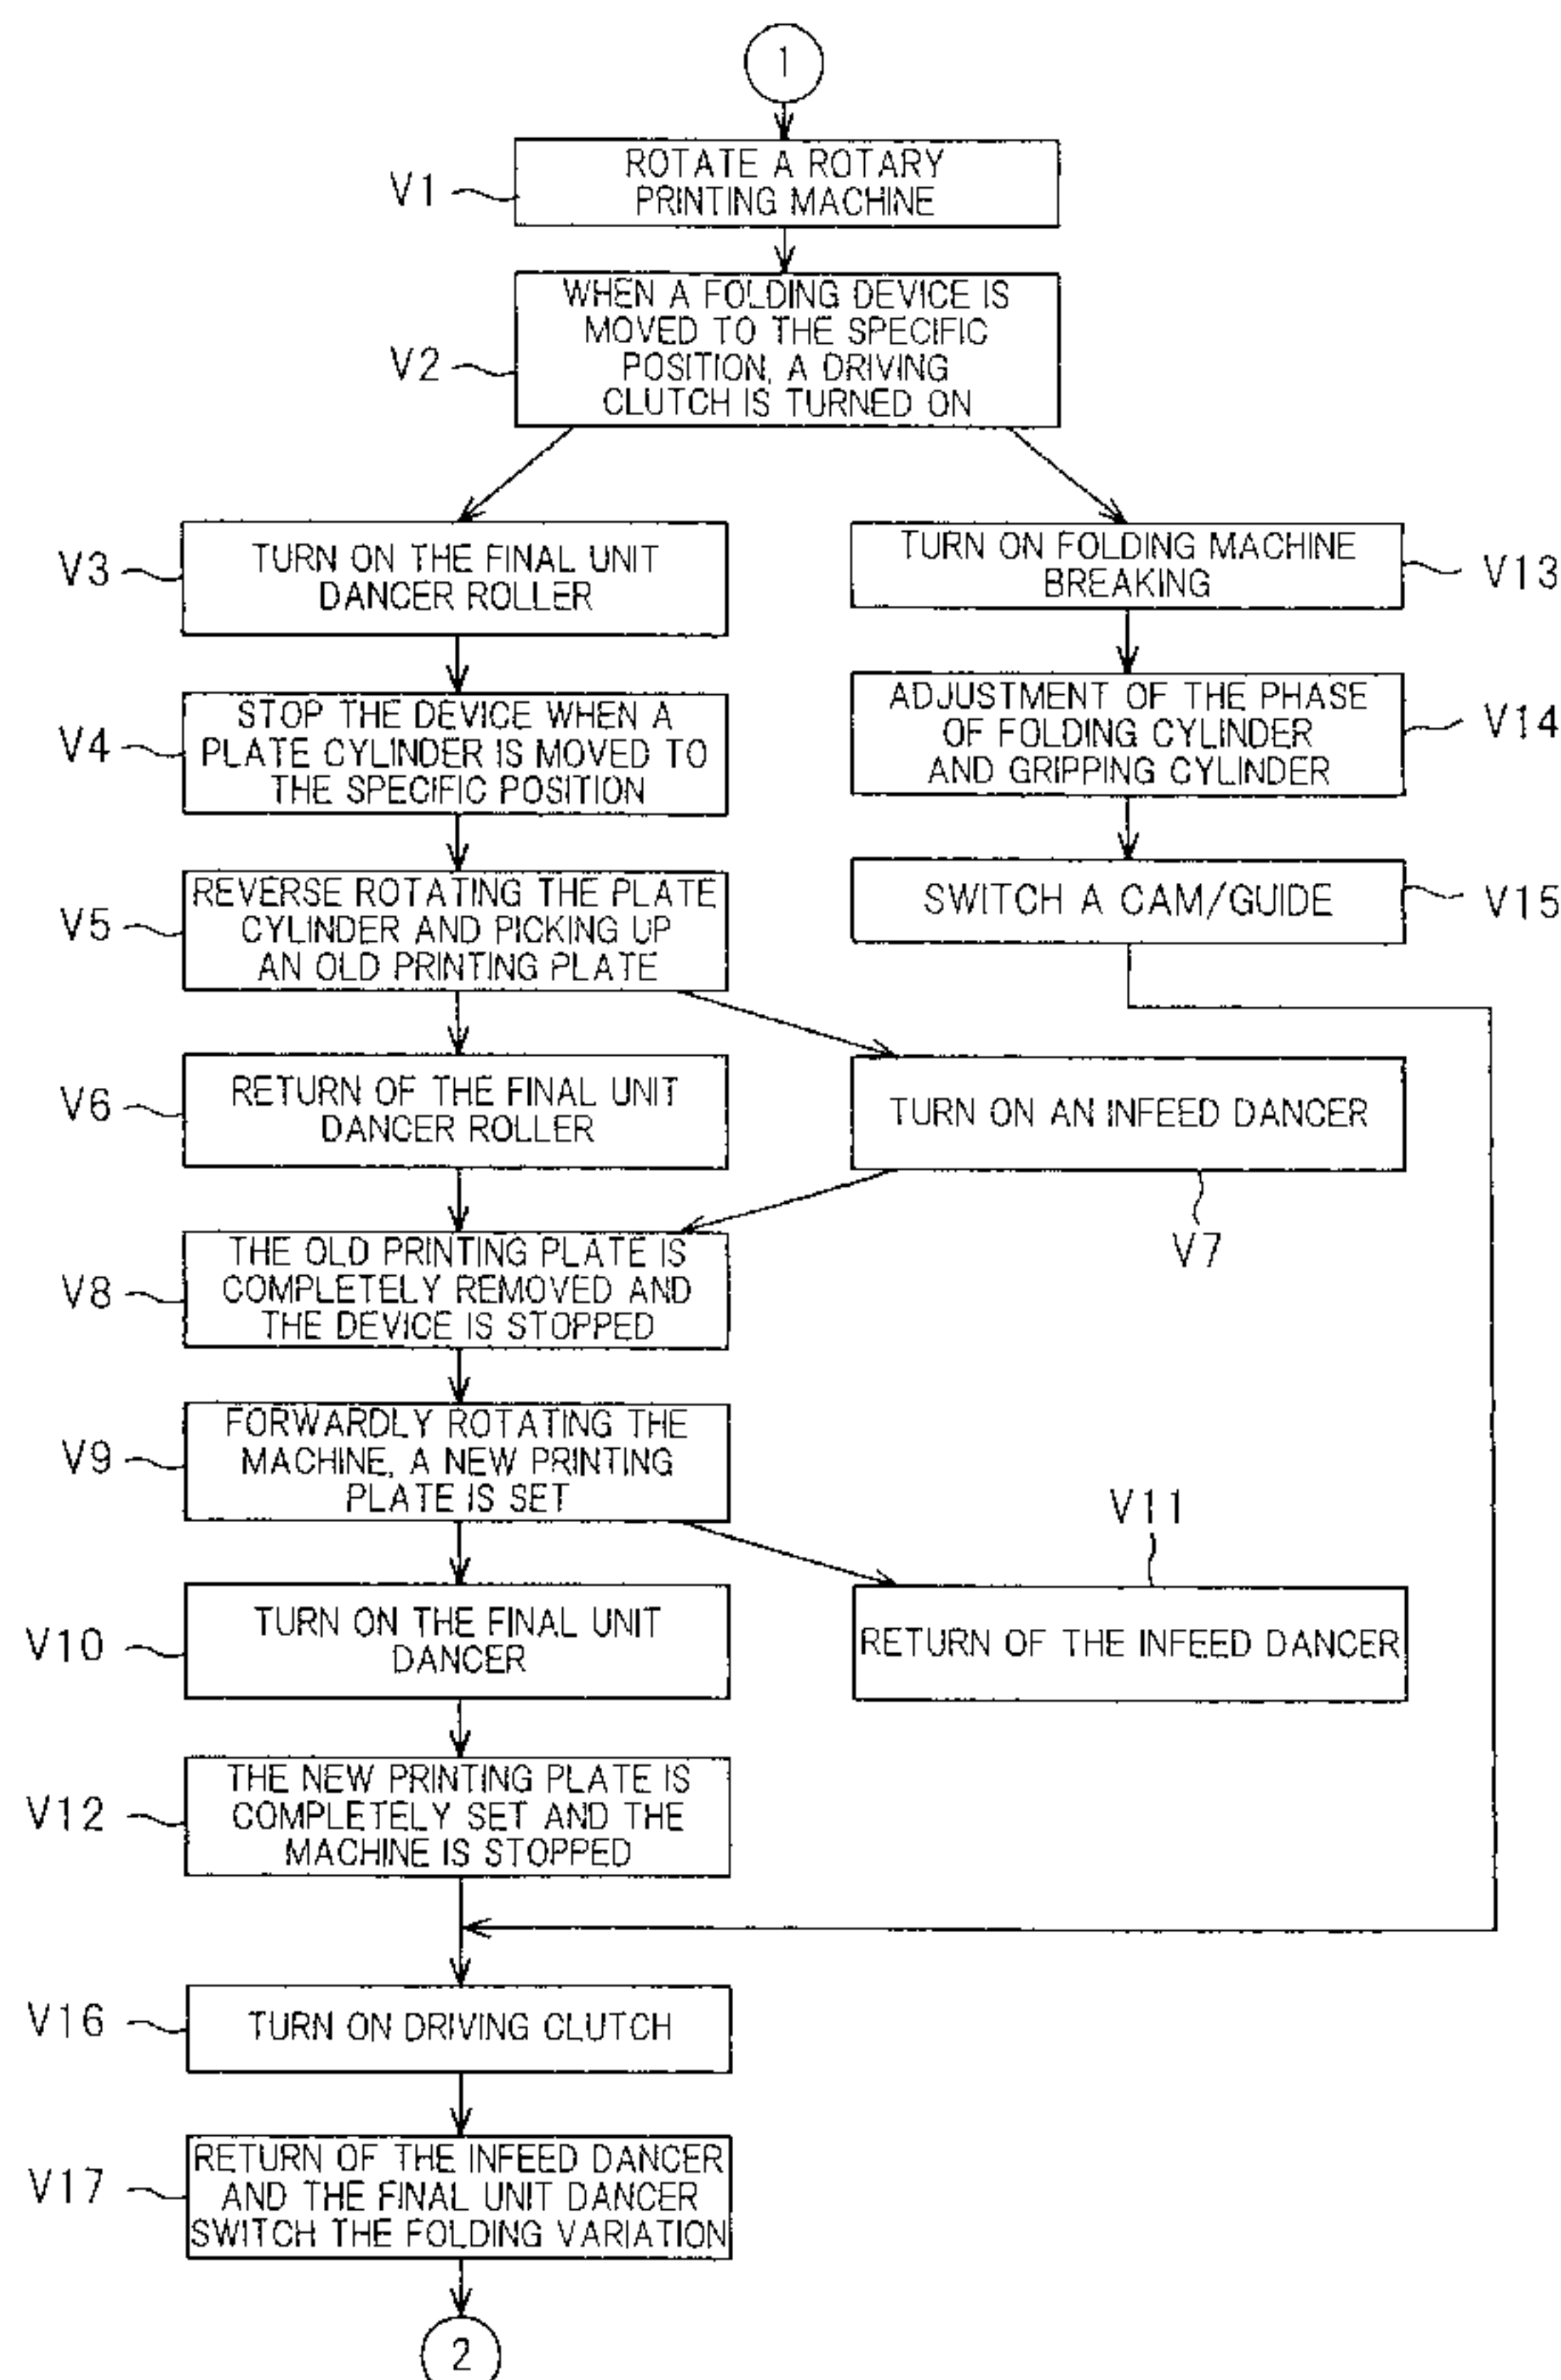 1
V1
ROTATE A ROTARY
PRINTING MACHINE
V2
WHEN A FOLDING DEVICE IS
MOVED TO THE SPECIFIC
POSITION, A DRIVING
CLUTCH IS TURNED ON
V3
TURN ON THE FINAL UNIT
DANCER ROLLER
TURN ON FOLDING MACHINE
BREAKING
V13
V4
STOP THE DEVICE WHEN A
PLATE CYLINDER IS MOVED TO
THE SPECIFIC POSITION
ADJUSTMENT OF THE PHASE
OF FOLDING CYLINDER
AND GRIPPING CYLINDER
V14
V5
REVERSE ROTATING THE PLATE
CYLINDER AND PICKING UP
AN OLD PRINTING PLATE
SWITCH A CAM/GUIDE
V15
V6
RETURN OF THE FINAL UNIT
DANCER ROLLER
TURN ON AN INFEED DANCER
V7
V8
THE OLD PRINTING PLATE IS
COMPLETELY REMOVED AND
THE DEVICE IS STOPPED
V9
FORWARDLY ROTATING THE
MACHINE, A NEW PRINTING
PLATE IS SET
V11
V10
TURN ON THE FINAL UNIT
DANCER
RETURN OF THE INFEED DANCER
V12
THE NEW PRINTING PLATE IS
COMPLETELY SET AND THE
MACHINE IS STOPPED
V16
TURN ON DRIVING CLUTCH
V17
RETURN OF THE INFEED DANCER
AND THE FINAL UNIT DANCER
SWITCH THE FOLDING VARIATION
2